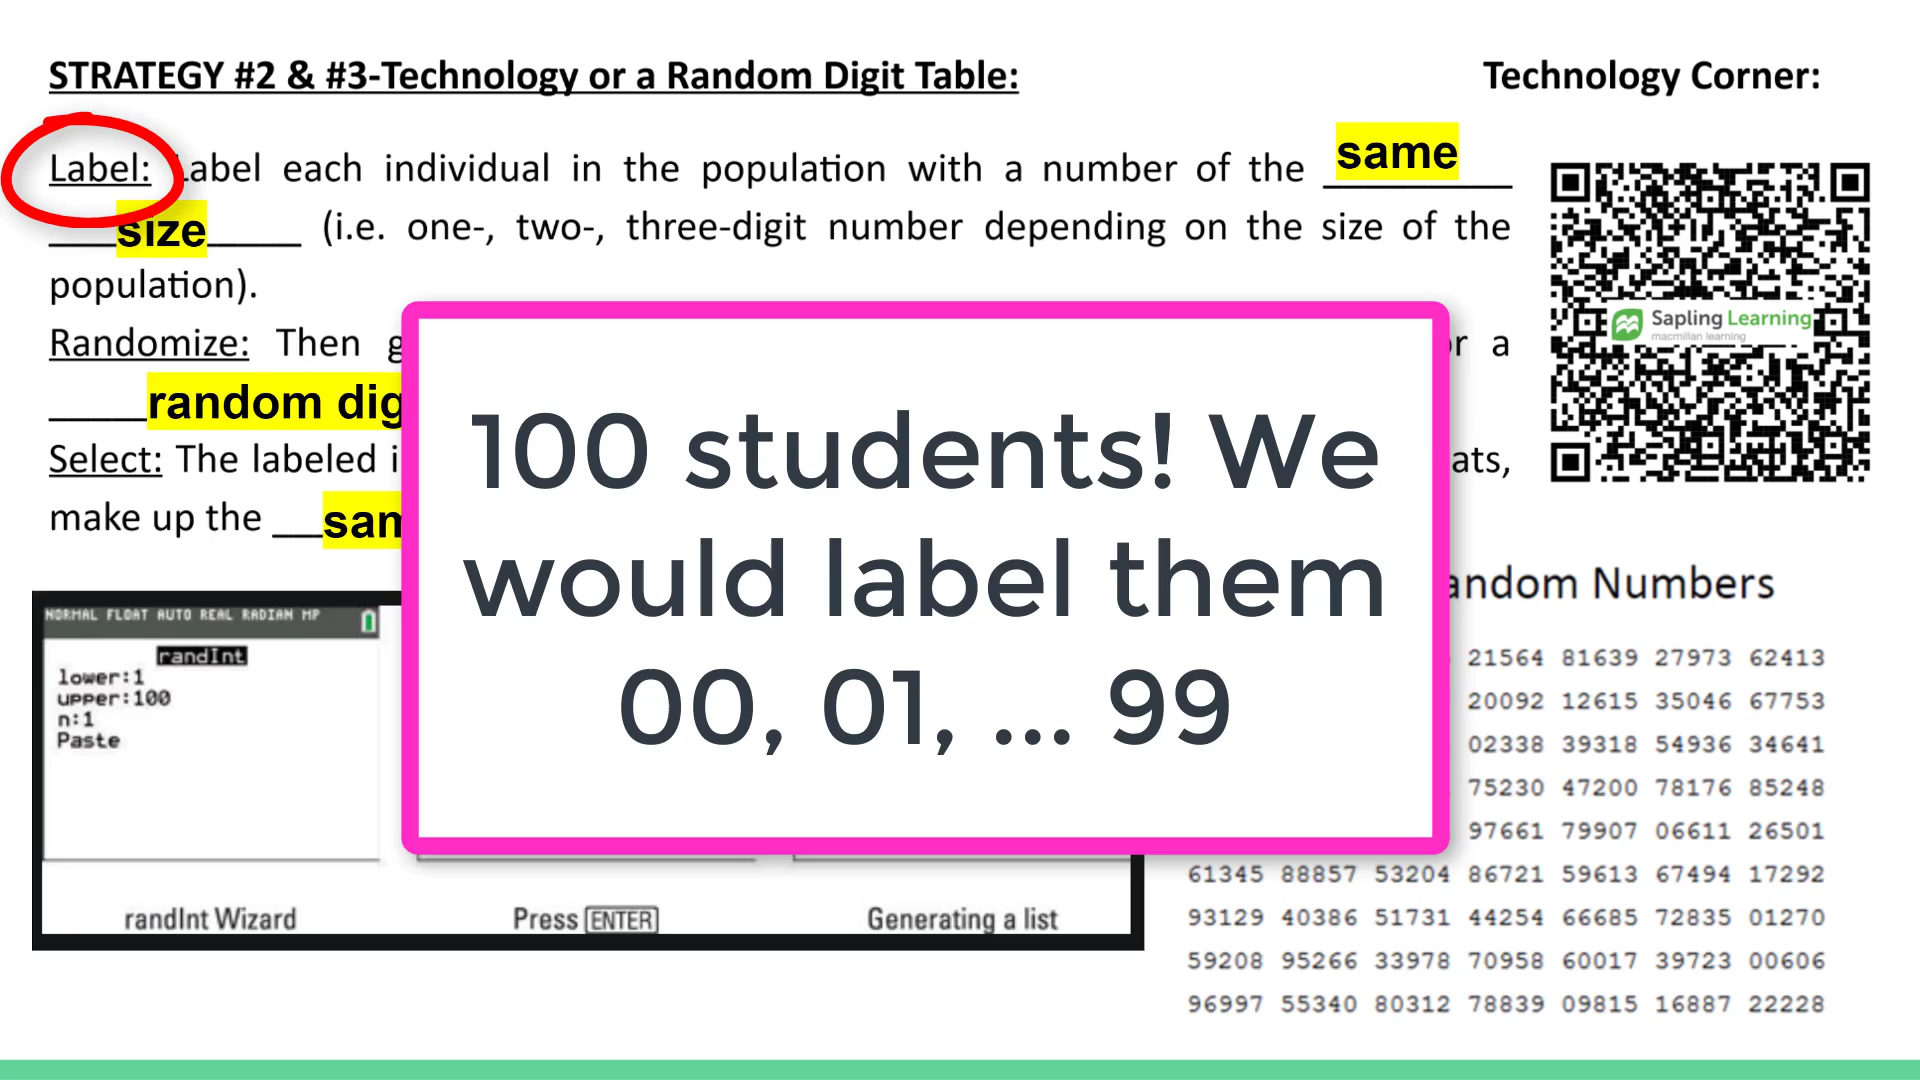 STRATEGY #2 & #3-Technology or a Random Digit Table:
Technology Corner:
Label: Label each individual in the population with a number of the same
size (i.e. one-, two-, three-digit number depending on the size of the
population).
Randomize: Then
a
random
Select: The labeled
make up the
Sapling Learning
macmillan learning
100 students! We
would label them
00, 01, ... 99
Numbers
NORMAL FLOAT AUTO REAL RADIAN MP
randInt
lower:1
upper:100
n:1
Paste
randInt Wizard
Press ENTER
Generating a list
21564 81639 27973 62413
20092 12615 35046 67753
02338 39318 54936 34641
75230 47200 78176 85248
97661 79907 06611 26501
61345 88857 53204 86721 59613 67494 17292
93129 40386 51731 44254 66685 72835 01270
59208 95266 33978 70958 60017 39723 00606
96997 55340 80312 78839 09815 16887 22228